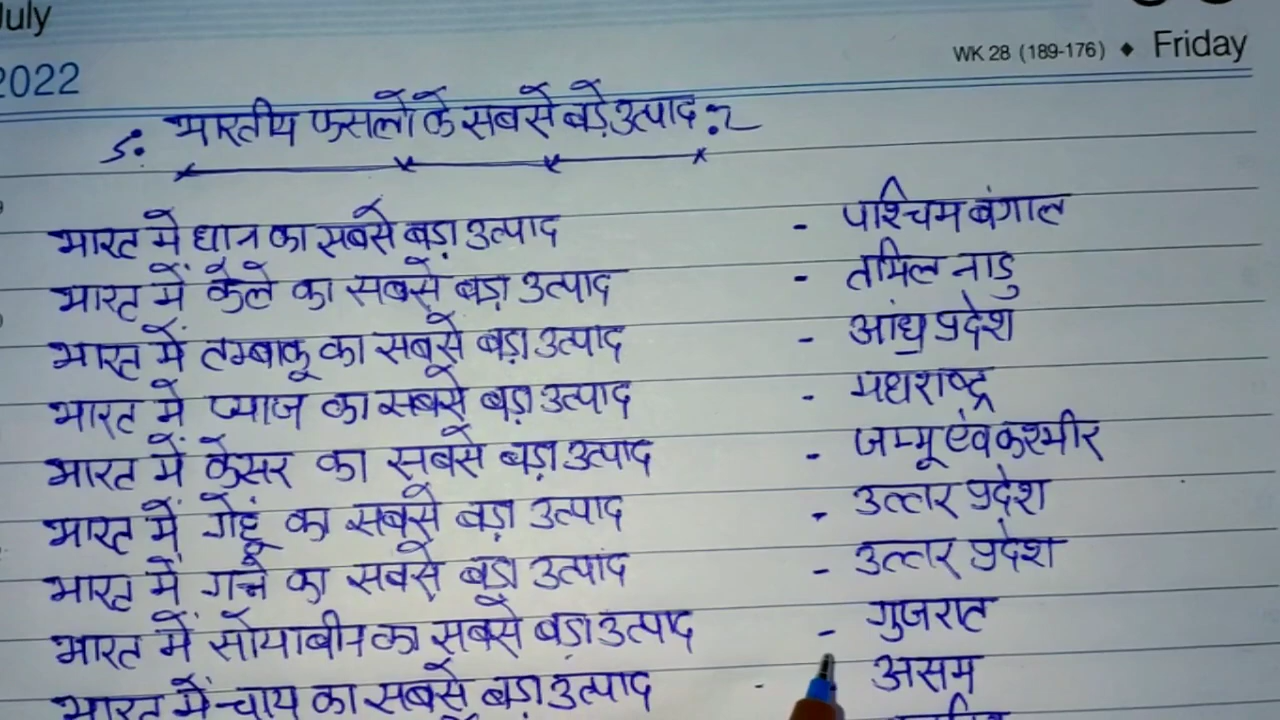 July
2022
WK 28 (189-176) ♦ Friday
5. भारतीय फसलों के सबसे बड़े उत्पाद :-
भारत में धान का सबसे बड़ा उत्पाद - पश्चिम बंगाल
भारत में केले का सबसे बड़ा उत्पाद - तमिल नाडु
भारत में तम्बाकू का सबसे बड़ा उत्पाद - आंध्र प्रदेश
भारत में प्याज का सबसे बड़ा उत्पाद - महाराष्ट्र
भारत में केसर का सबसे बड़ा उत्पाद - जम्मू एंव कश्मीर
भारत में गेहूं का सबसे बड़ा उत्पाद - उत्तर प्रदेश
भारत में गन्ने का सबसे बड़ा उत्पाद - उत्तर प्रदेश
भारत में सोयाबीन का सबसे बड़ा उत्पाद - गुजरात
भारत में चाय का सबसे बड़ा उत्पाद - असम